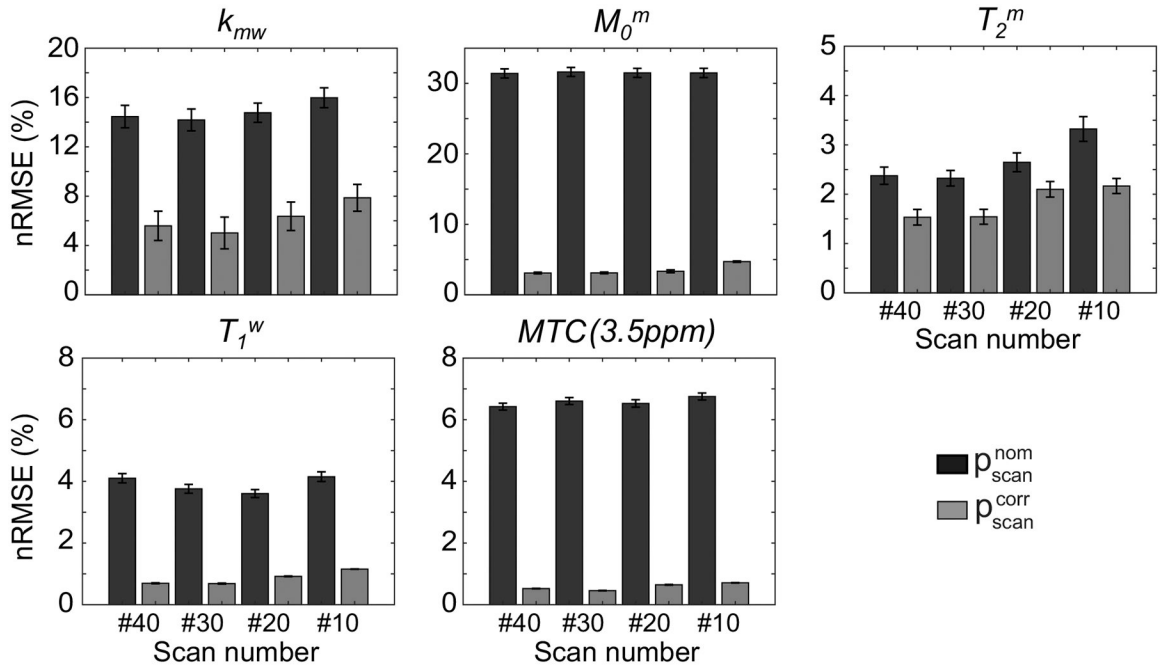 k_mw
nRMSE (%)
20
16
12
8
4
0
M_0^m
30
20
10
0
T_2^m
5
4
3
2
1
0
#40 #30 #20 #10
Scan number
T_1^w
nRMSE (%)
8
6
4
2
0
#40 #30 #20 #10
Scan number
MTC(3.5ppm)
8
6
4
2
0
#40 #30 #20 #10
Scan number
p_scan^nom
p_scan^corr